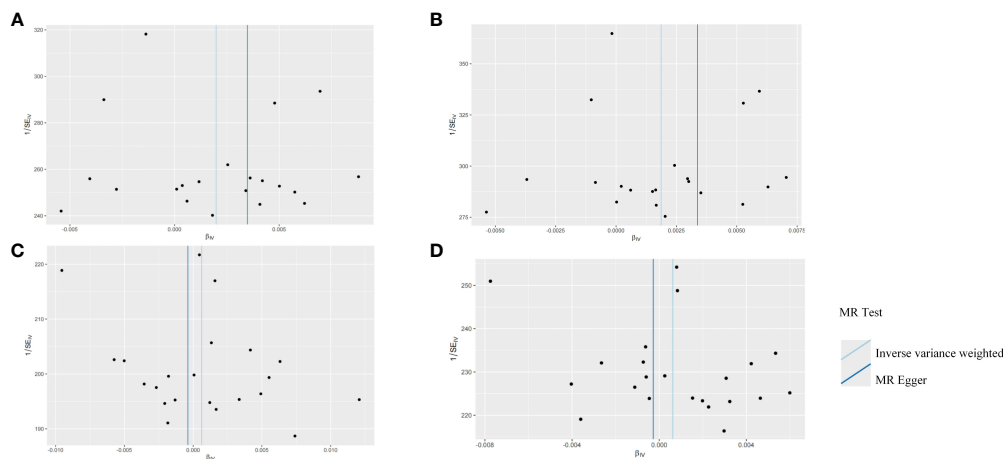 A
320
300
280
260
240
1/SE_IV
-0.005
0.000
0.005
β_IV
B
350
325
300
275
1/SE_IV
-0.0050
-0.0025
0.0000
0.0025
0.0050
0.0075
β_IV
C
220
210
200
190
1/SE_IV
-0.010
-0.005
0.000
0.005
0.010
β_IV
D
250
240
230
220
1/SE_IV
-0.008
-0.004
0.000
0.004
β_IV
MR Test
Inverse variance weighted
MR Egger